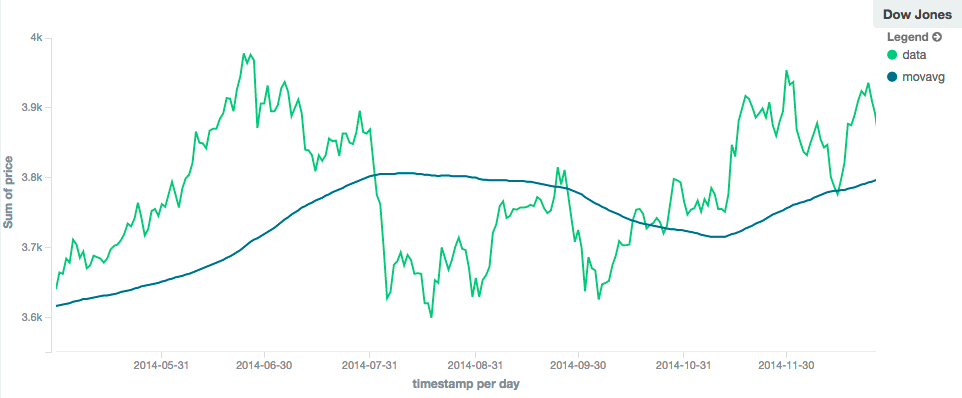 Dow Jones
Legend
data
movavg
Sum of price
4k
3.9k
3.8k
3.7k
3.6k
2014-05-31 2014-06-30 2014-07-31 2014-08-31 2014-09-30 2014-10-31 2014-11-30
timestamp per day